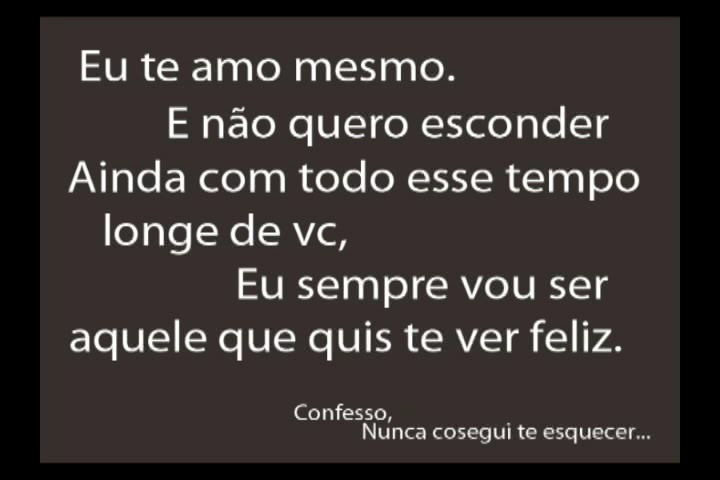 Eu te amo mesmo.
E não quero esconder
Ainda com todo esse tempo
longe de vc,
Eu sempre vou ser
aquele que quis te ver feliz.
Confesso,
Nunca cosegui te esquecer...